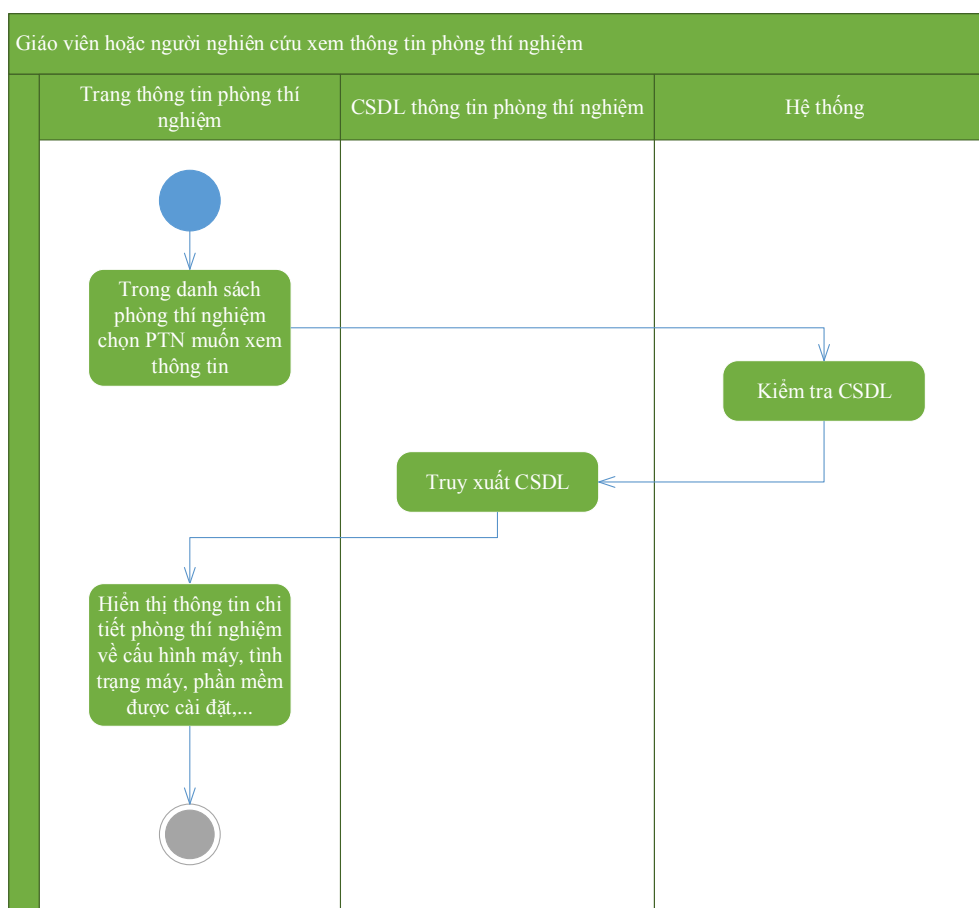 Giáo viên hoặc người nghiên cứu xem thông tin phòng thí nghiệm
Trang thông tin phòng thí
nghiệm
CSDL thông tin phòng thí nghiệm
Hệ thống
Trong danh sách
phòng thí nghiệm
chọn PTN muốn xem
thông tin
Kiểm tra CSDL
Truy xuất CSDL
Hiển thị thông tin chi
tiết phòng thí nghiệm
về cấu hình máy, tình
trạng máy, phần mềm
được cài đặt,...